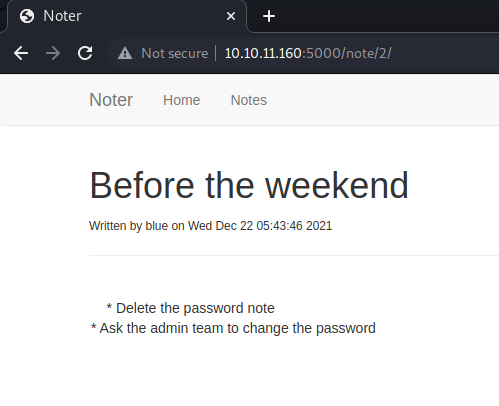 Noter
Not secure | 10.10.11.160:5000/note/2/
Noter Home Notes
Before the weekend
Written by blue on Wed Dec 22 05:43:46 2021
* Delete the password note
* Ask the admin team to change the password